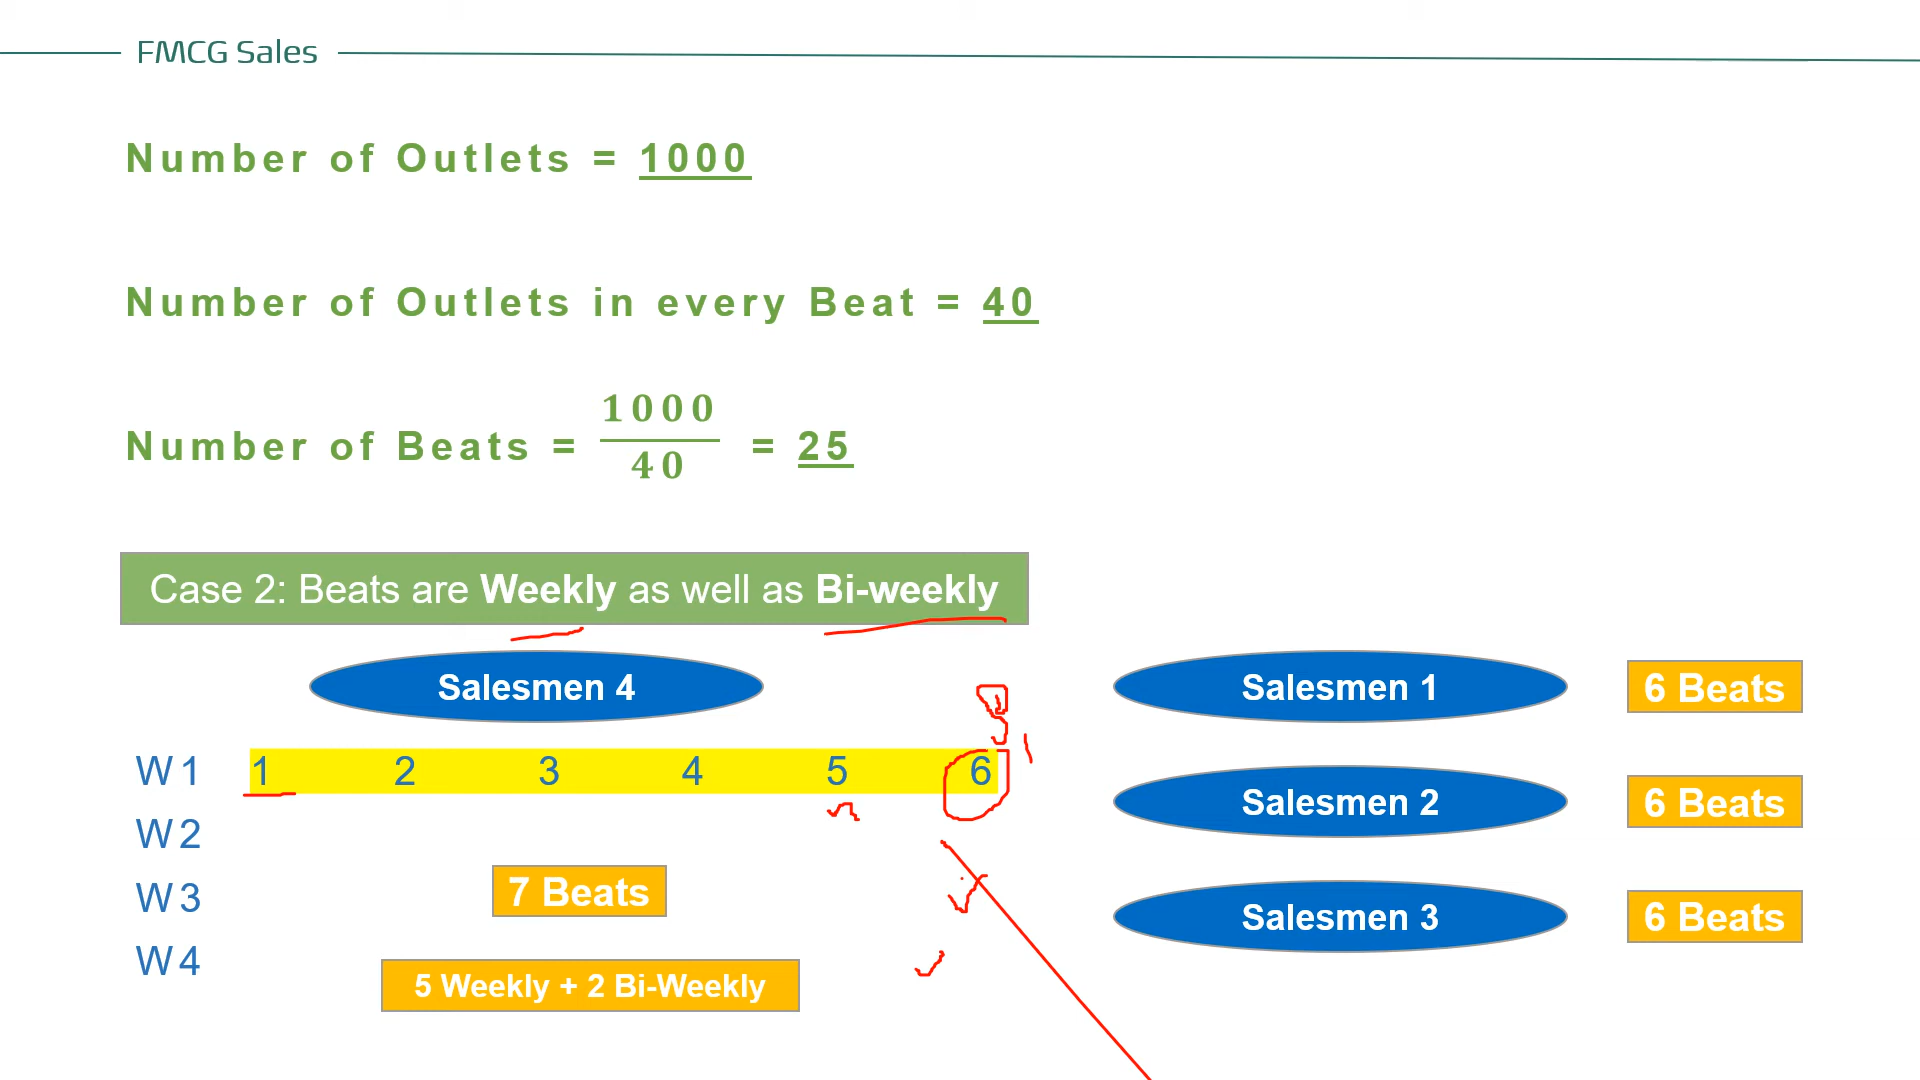 FMCG Sales
Number of Outlets = 1000
Number of Outlets in every Beat = 40
Number of Beats = 1000/40 = 25
Case 2: Beats are Weekly as well as Bi-weekly
Salesmen 4
W1 1 2 3 4 5 6
W2
W3
W4
7 Beats
5 Weekly + 2 Bi-Weekly
Salesmen 1 6 Beats
Salesmen 2 6 Beats
Salesmen 3 6 Beats